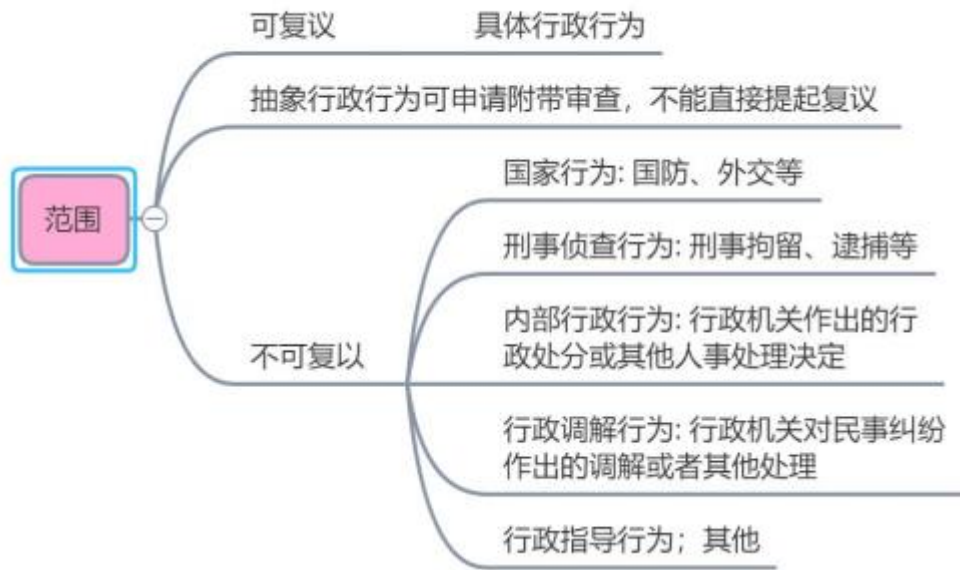 范围
可复议
具体行政行为
抽象行政行为可申请附带审查，不能直接提起复议
不可复以
国家行为: 国防、外交等
刑事侦查行为: 刑事拘留、逮捕等
内部行政行为: 行政机关作出的行
政处分或其他人事处理决定
行政调解行为: 行政机关对民事纠纷
作出的调解或者其他处理
行政指导行为；其他